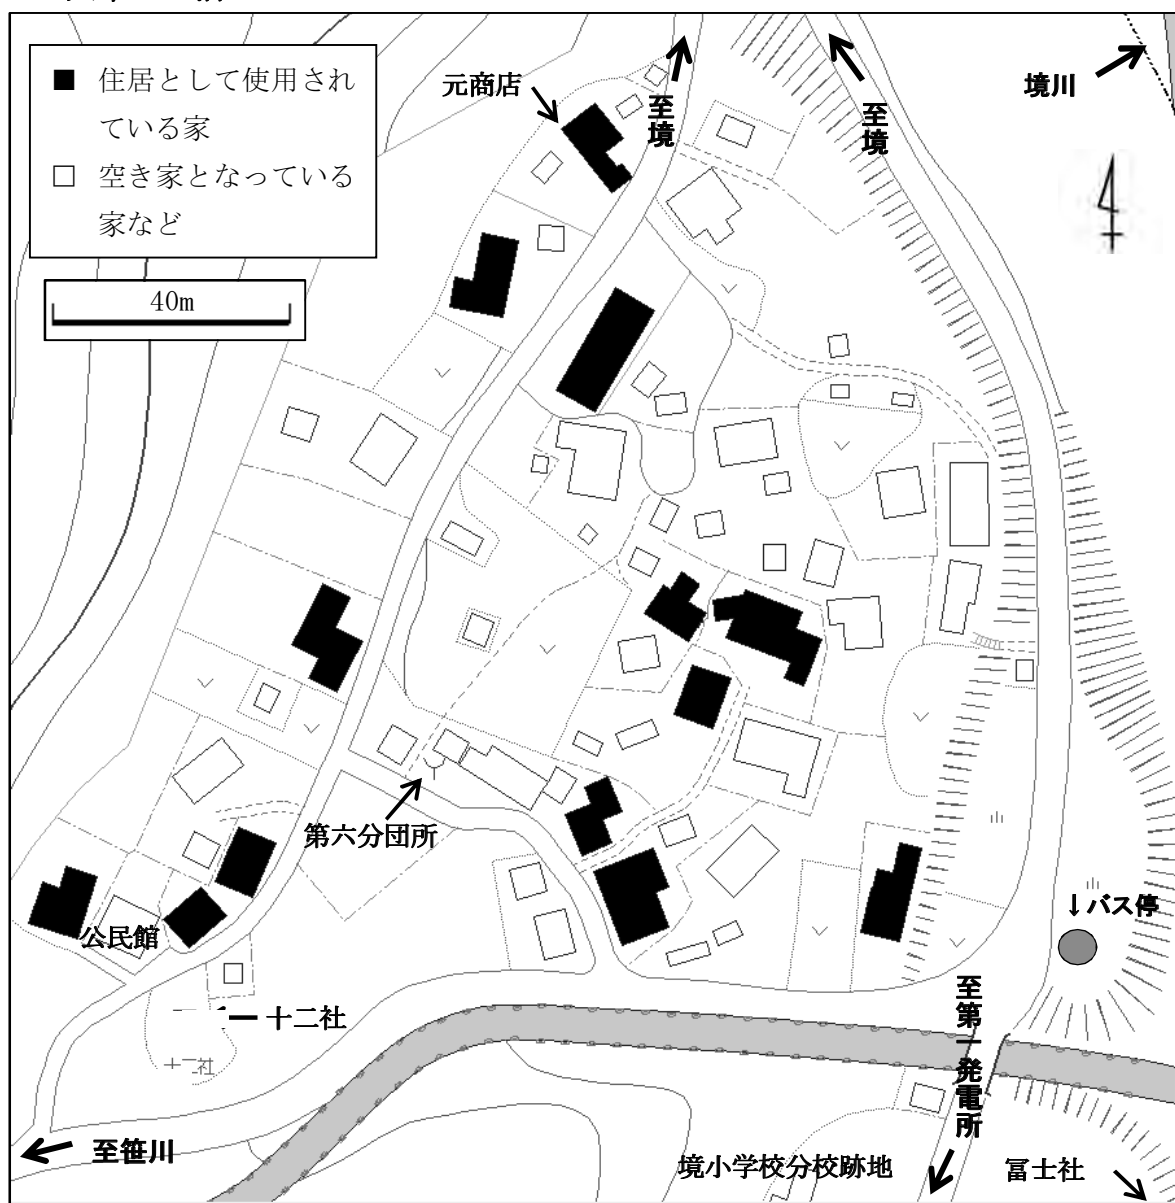 ■ 住居として使用され
ている家
□ 空き家となっている
家など
40m
元商店
至境
至境
境川
第六分団所
公民館
十二社
十二社
↓バス停
至第一発電所
至笹川
境小学校分校跡地
冨士社